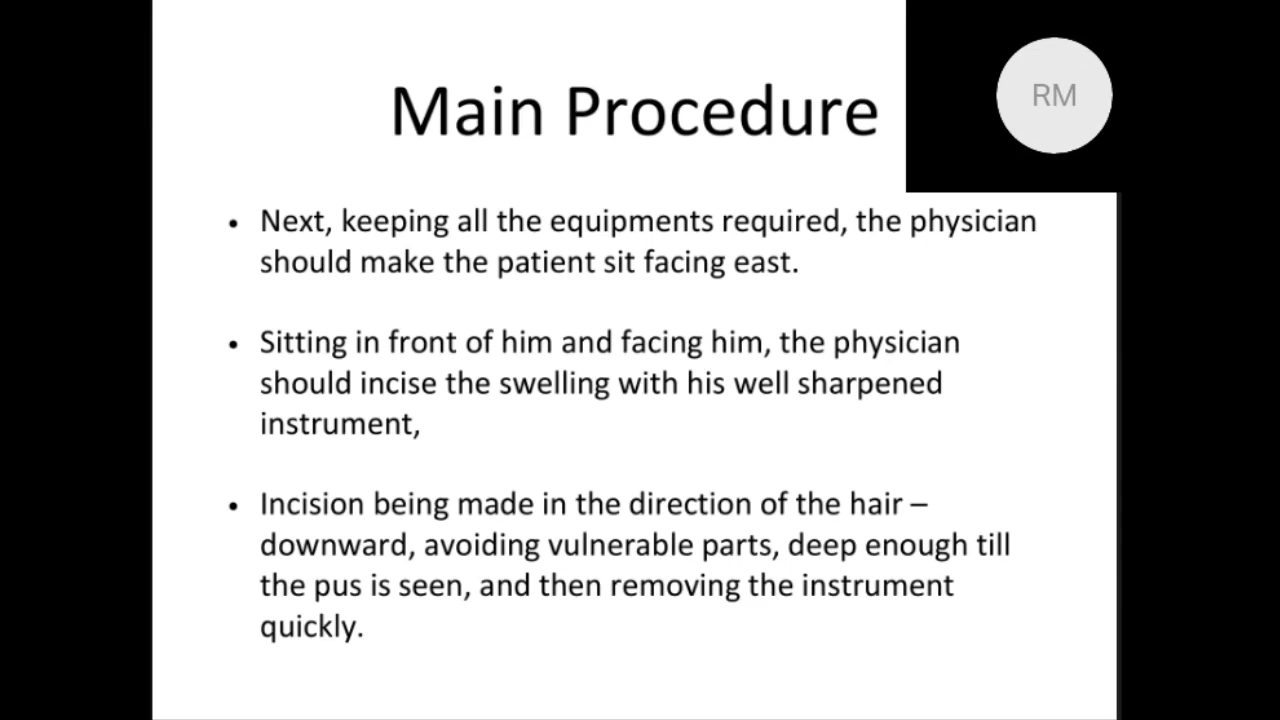 Main Procedure
RM
• Next, keeping all the equipments required, the physician
should make the patient sit facing east.
• Sitting in front of him and facing him, the physician
should incise the swelling with his well sharpened
instrument,
• Incision being made in the direction of the hair –
downward, avoiding vulnerable parts, deep enough till
the pus is seen, and then removing the instrument
quickly.